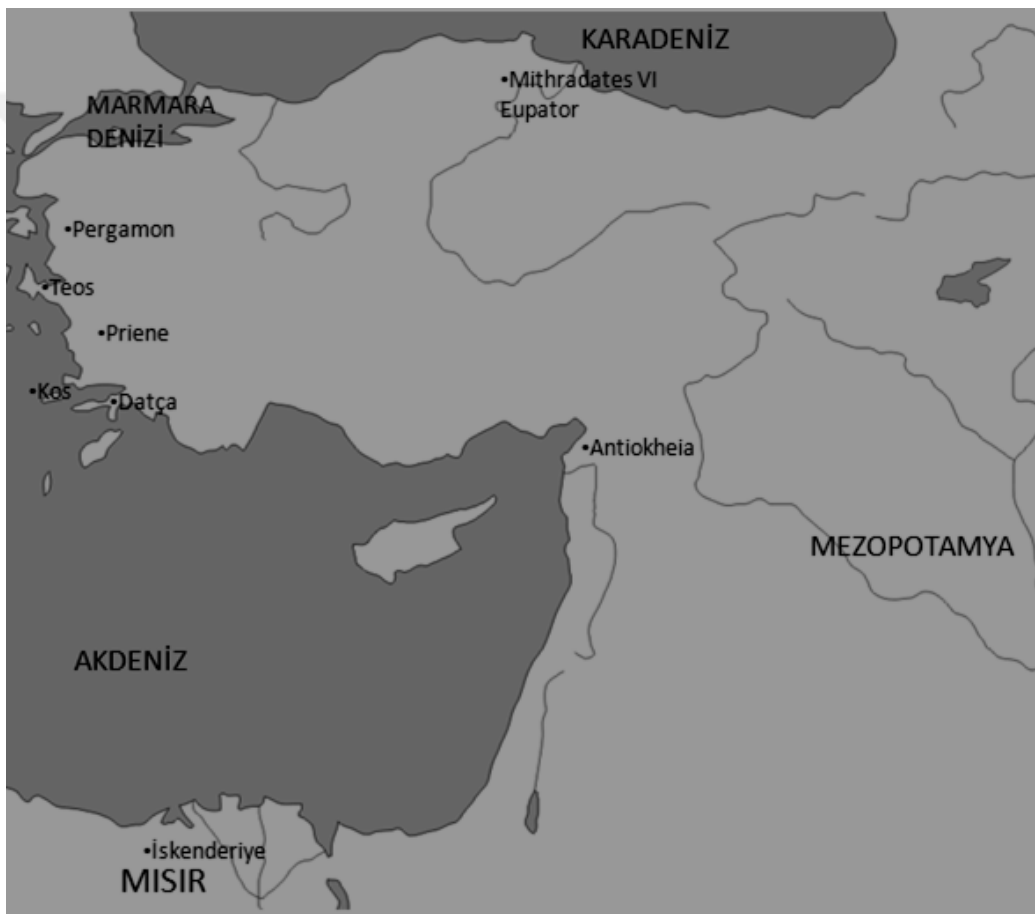 KARADENİZ
•Mithradates VI
Eupator
MARMARA
DENİZİ
•Pergamon
•Teos
•Priene
•Kos
•Datça
•Antiokheia
MEZOPOTAMYA
AKDENİZ
•İskenderiye
MISIR